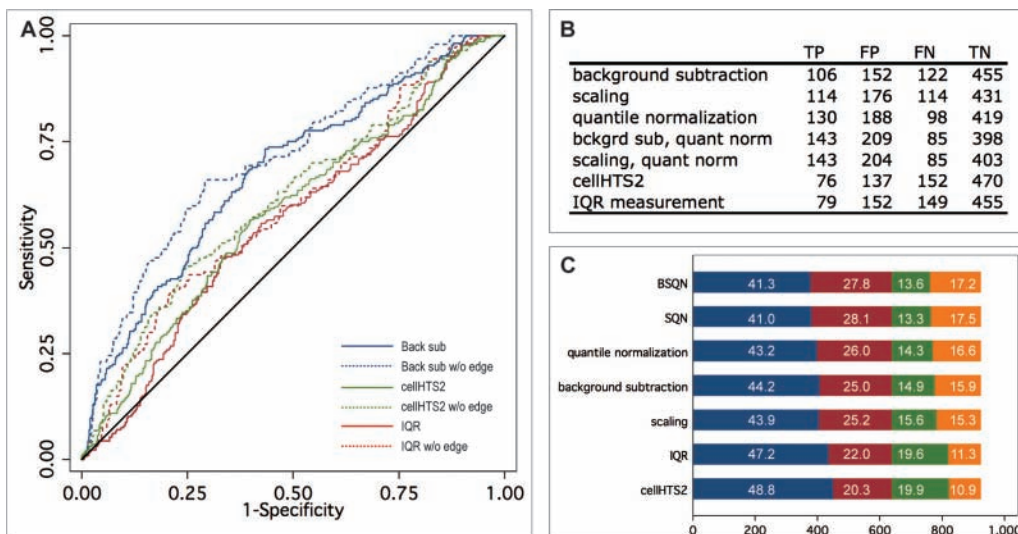 A
1.00
0.75
0.50
0.25
0.00
Sensitivity
Back sub
Back sub w/o edge
cellHTS2
cellHTS2 w/o edge
IQR
IQR w/o edge
0.00 0.25 0.50 0.75 1.00
1-Specificity
B
TP FP FN TN
background subtraction 106 152 122 455
scaling 114 176 114 431
quantile normalization 130 188 98 419
bckgrd sub, quant norm 143 209 85 398
scaling, quant norm 143 204 85 403
cellHTS2 76 137 152 470
IQR measurement 79 152 149 455
C
BSQN 41.3 27.8 13.6 17.2
SQN 41.0 28.1 13.3 17.5
quantile normalization 43.2 26.0 14.3 16.6
background subtraction 44.2 25.0 14.9 15.9
scaling 43.9 25.2 15.6 15.3
IQR 47.2 22.0 19.6 11.3
cellHTS2 48.8 20.3 19.9 10.9
0 200 400 600 800 1,000